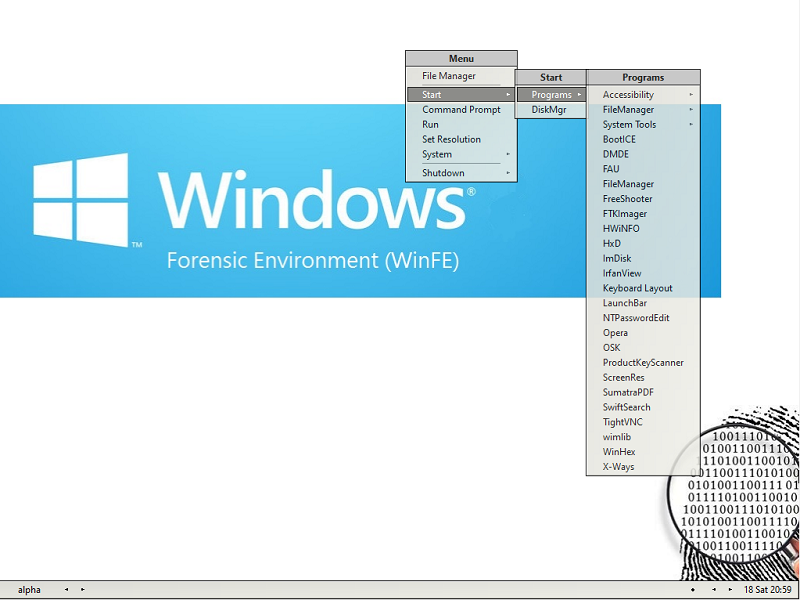 Menu
File Manager
Start
Command Prompt
Run
Set Resolution
System
Shutdown
Start
Programs
DiskMgr
Programs
Accessibility
FileManager
System Tools
BootICE
DMDE
FAU
FileManager
FreeShooter
FTKImager
HWiNFO
HxD
ImDisk
IrfanView
Keyboard Layout
LaunchBar
NTPasswordEdit
Opera
OSK
ProductKeyScanner
ScreenRes
SumatraPDF
SwiftSearch
TightVNC
wimlib
WinHex
X-Ways
Windows®
TM
Forensic Environment (WinFE)
alpha
18 Sat 20:59